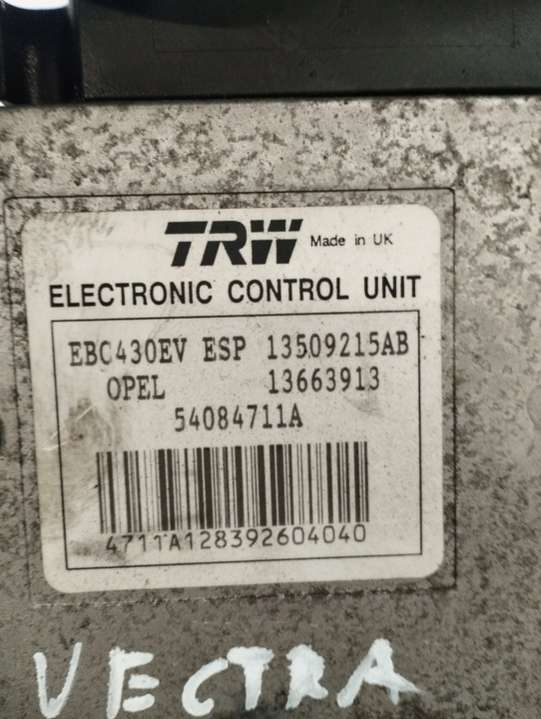 TRW Made in UK
ELECTRONIC CONTROL UNIT
EBC430EV ESP 13509215AB
OPEL 13663913
54084711A
4711A128392604040
VECTRA